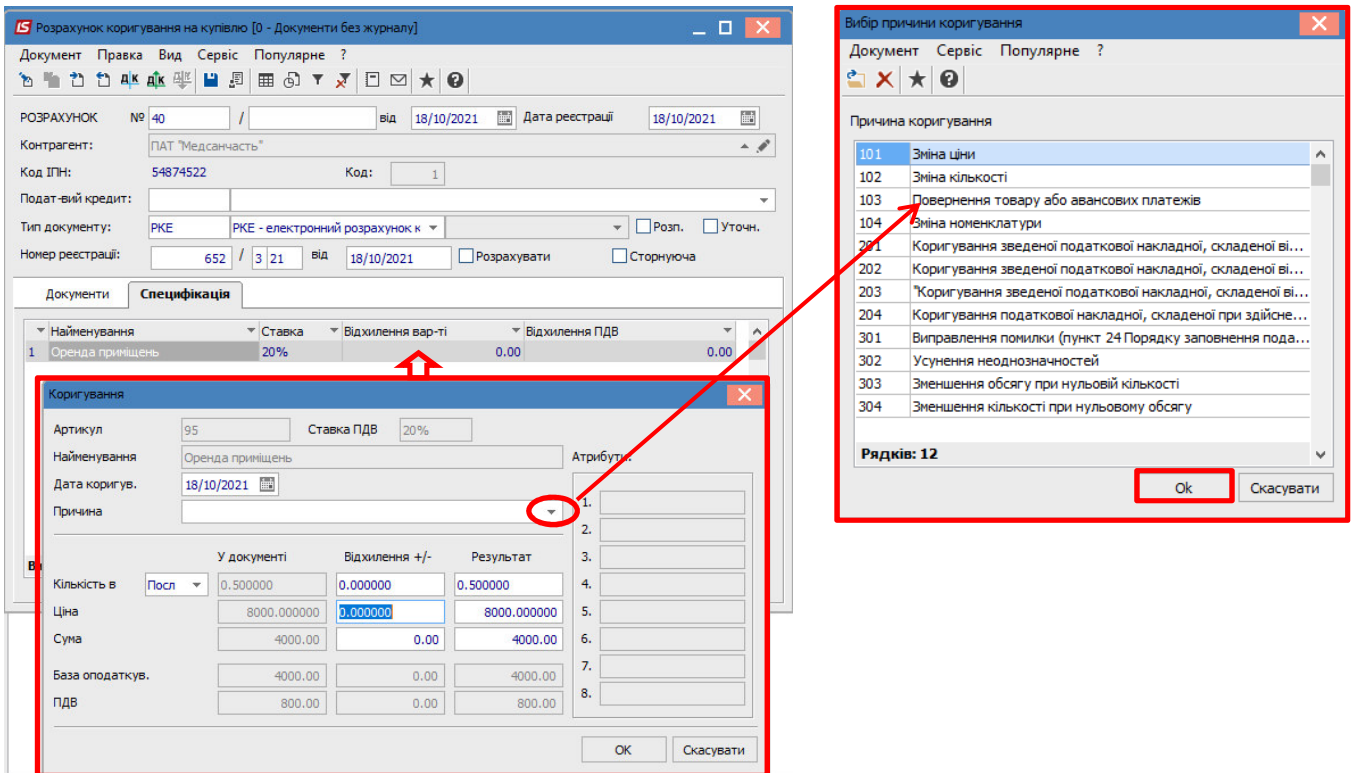 Розрахунок коригування на купівлю [0 - Документи без журналу]
Документ Правка Вид Сервіс Популярне ?
РОЗРАХУНОК № 40 / від 18/10/2021 Дата реєстрації 18/10/2021
Контрагент: ПАТ "Медсанчасть"
Код ІПН: 54874522 Код: 1
Подат-вий кредит:
Тип документу: РКЕ РКЕ - електронний розрахунок к Розп. Уточн.
Номер реєстрації: 652 / 3 21 від 18/10/2021 Розрахувати Сторнуюча
Документи Специфікація
Найменування Ставка Відхилення вар-ті Відхилення ПДВ
1 Оренда приміщень 20% 0.00 0.00
Коригування
Артикул 95 Ставка ПДВ 20%
Найменування Оренда приміщень Атрибути:
Дата коригув. 18/10/2021
Причина
1.
2.
У документі Відхилення +/- Результат 3.
Кількість в Посл 0.500000 0.000000 0.500000 4.
Ціна 8000.000000 0.000000 8000.000000 5.
Сума 4000.00 0.00 4000.00 6.
7.
База оподаткув. 4000.00 0.00 4000.00
8.
ПДВ 800.00 0.00 800.00
OK Скасувати
Вибір причини коригування
Документ Сервіс Популярне ?
Причина коригування
101 Зміна ціни
102 Зміна кількості
103 Повернення товару або авансових платежів
104 Зміна номенклатури
201 Коригування зведеної податкової накладної, складеної ві...
202 Коригування зведеної податкової накладної, складеної ві...
203 "Коригування зведеної податкової накладної, складеної ві...
204 Коригування податкової накладної, складеної при здійсне...
301 Виправлення помилки (пункт 24 Порядку заповнення пода...
302 Усунення неоднозначностей
303 Зменшення обсягу при нульовій кількості
304 Зменшення кількості при нульовому обсягу
Рядків: 12
Ok Скасувати